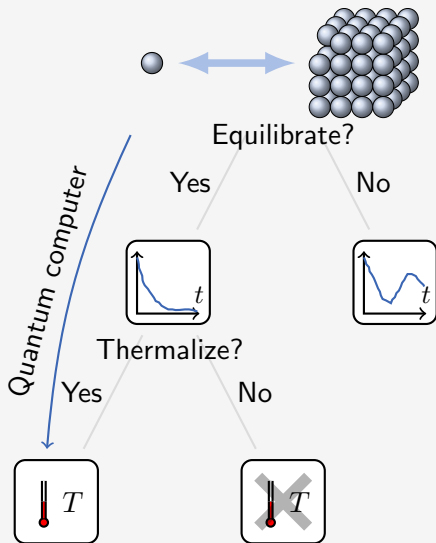 Equilibrate?
Yes
No
Quantum computer
t
t
Thermalize?
Yes
No
T
T